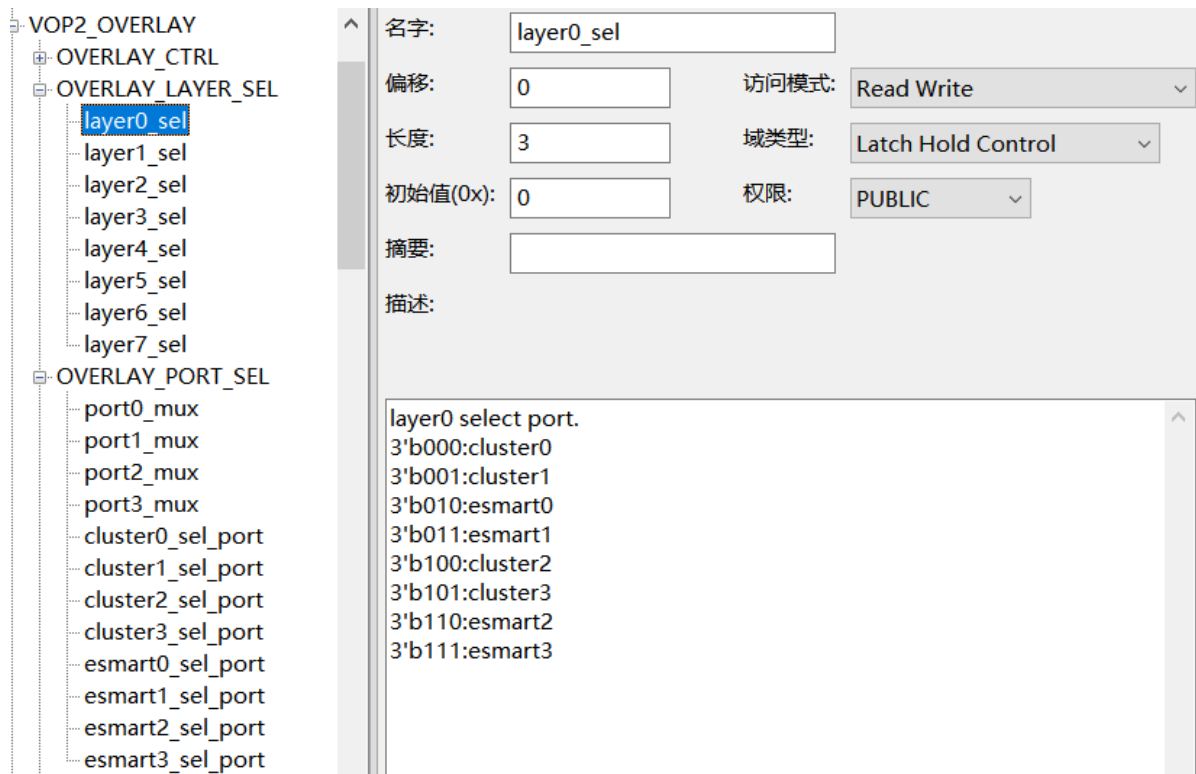 VOP2_OVERLAY
OVERLAY_CTRL
OVERLAY_LAYER_SEL
layer0_sel
layer1_sel
layer2_sel
layer3_sel
layer4_sel
layer5_sel
layer6_sel
layer7_sel
OVERLAY_PORT_SEL
port0_mux
port1_mux
port2_mux
port3_mux
cluster0_sel_port
cluster1_sel_port
cluster2_sel_port
cluster3_sel_port
esmart0_sel_port
esmart1_sel_port
esmart2_sel_port
esmart3_sel_port
名字: layer0_sel
偏移: 0 访问模式: Read Write
长度: 3 域类型: Latch Hold Control
初始值(0x): 0 权限: PUBLIC
摘要:
描述:
layer0 select port.
3'b000:cluster0
3'b001:cluster1
3'b010:esmart0
3'b011:esmart1
3'b100:cluster2
3'b101:cluster3
3'b110:esmart2
3'b111:esmart3